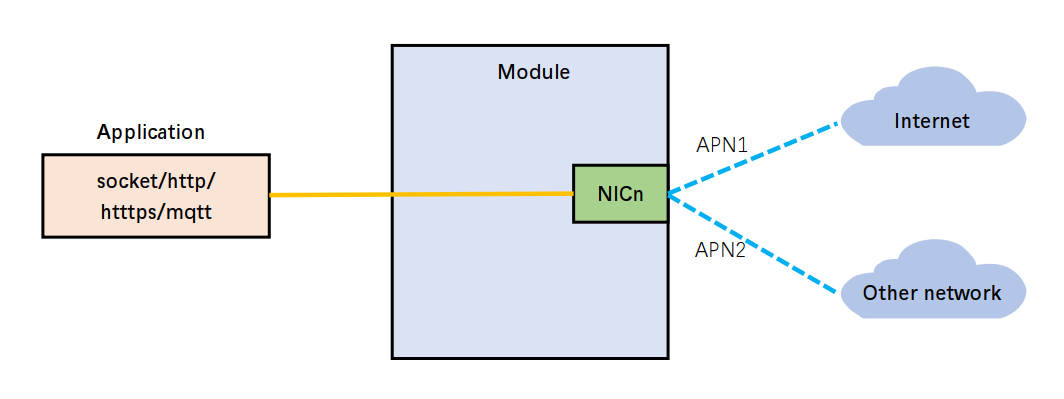 Application
socket/http/
htttps/mqtt
Module
NICn
APN1
APN2
Internet
Other network